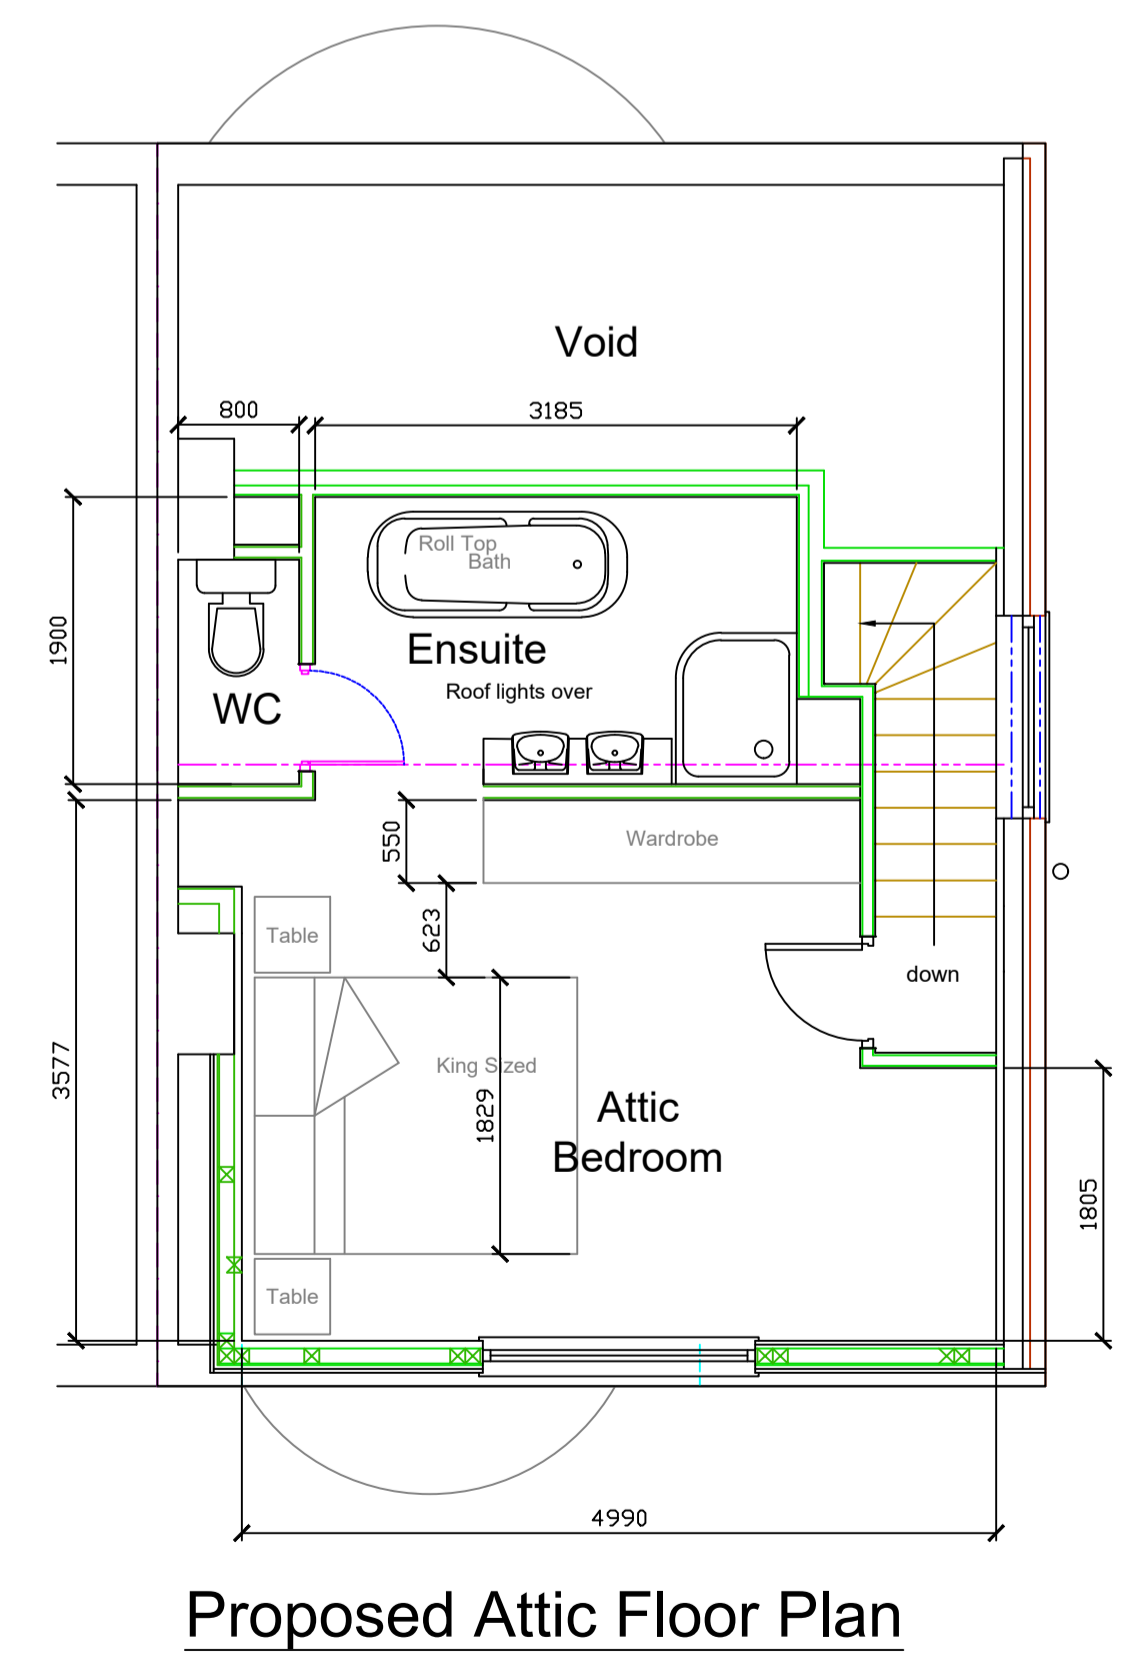 Void
800
3185
Roll Top
Bath
1900
Ensuite
Roof lights over
WC
550
Wardrobe
623
Table
down
3577
King Sized
1829
Attic
Bedroom
1805
Table
4990
Proposed Attic Floor Plan